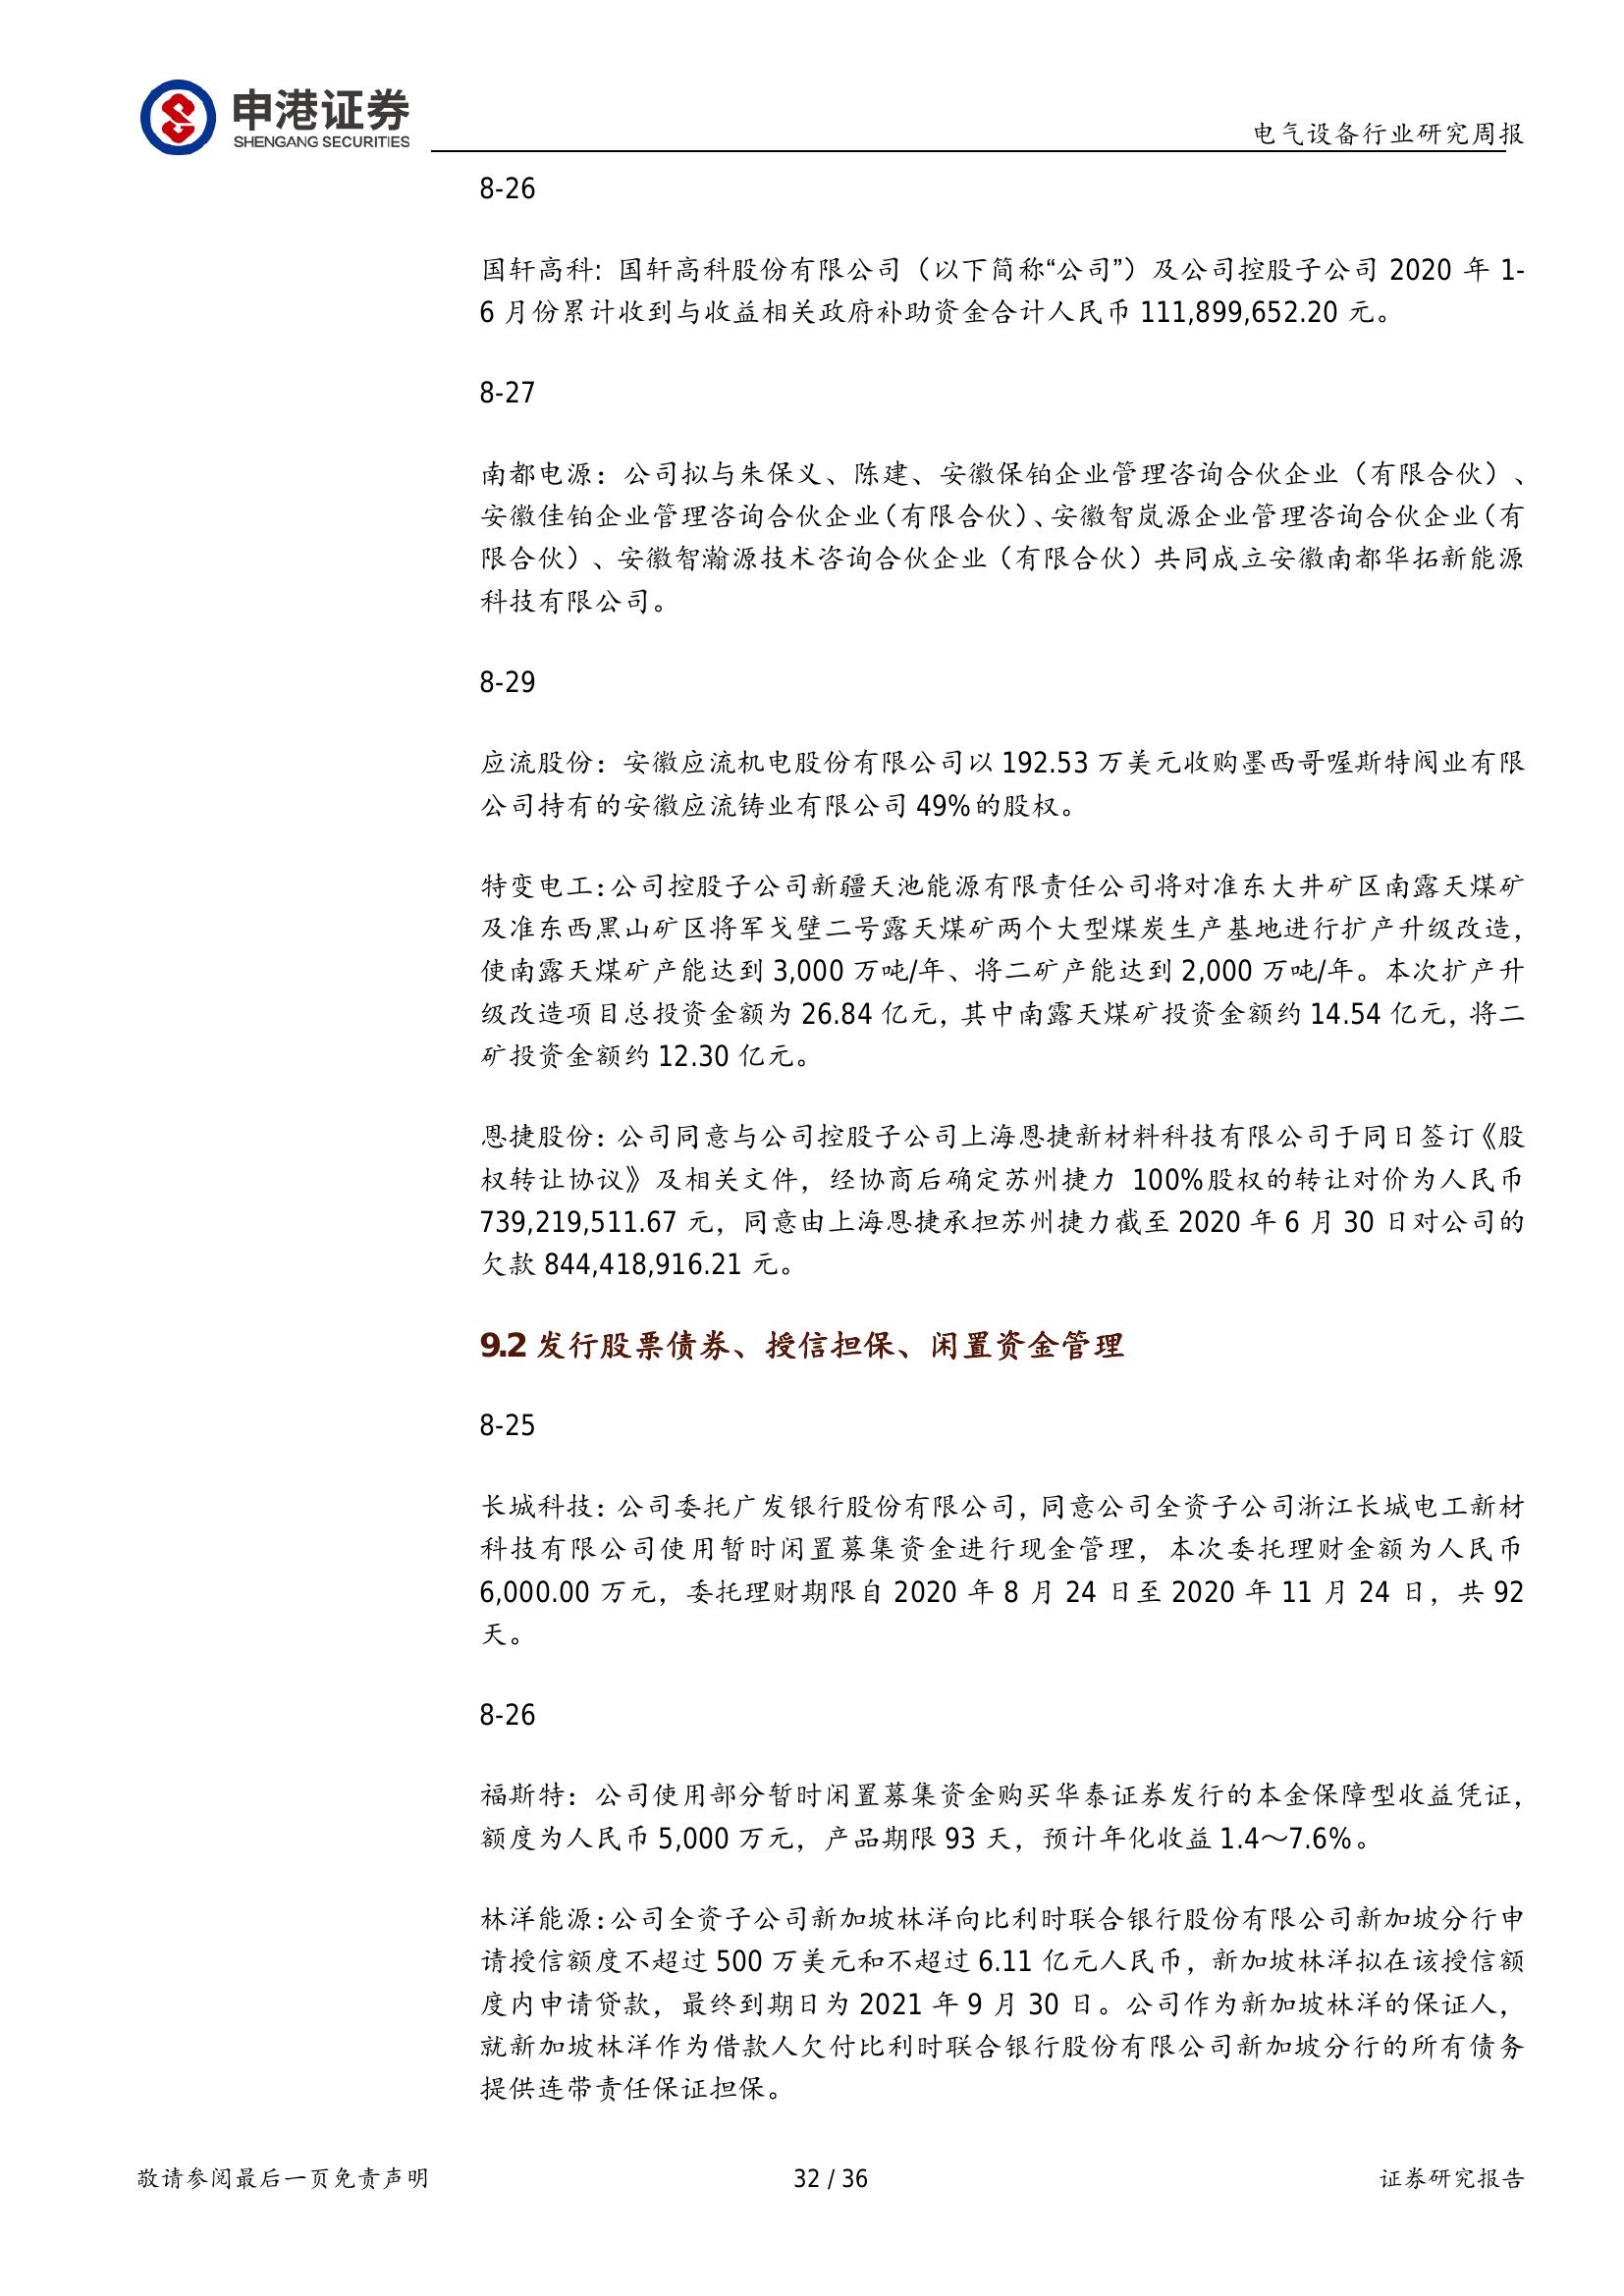 申港证券
SHENGANG SECURITIES
电气设备行业研究周报
8-26
国轩高科：国轩高科股份有限公司（以下简称“公司”）及公司控股子公司 2020 年 1-
6 月份累计收到与收益相关政府补助资金合计人民币 111,899,652.20 元。
8-27
南都电源：公司拟与朱保义、陈建、安徽保铂企业管理咨询合伙企业（有限合伙）、
安徽佳铂企业管理咨询合伙企业（有限合伙）、安徽智岚源企业管理咨询合伙企业（有
限合伙）、安徽智瀚源技术咨询合伙企业（有限合伙）共同成立安徽南都华拓新能源
科技有限公司。
8-29
应流股份：安徽应流机电股份有限公司以 192.53 万美元收购墨西哥喔斯特阀业有限
公司持有的安徽应流铸业有限公司 49%的股权。
特变电工：公司控股子公司新疆天池能源有限责任公司将对准东大井矿区南露天煤矿
及准东西黑山矿区将军戈壁二号露天煤矿两个大型煤炭生产基地进行扩产升级改造，
使南露天煤矿产能达到 3,000 万吨/年、将二矿产能达到 2,000 万吨/年。本次扩产升
级改造项目总投资金额为 26.84 亿元，其中南露天煤矿投资金额约 14.54 亿元，将二
矿投资金额约 12.30 亿元。
恩捷股份：公司同意与公司控股子公司上海恩捷新材料科技有限公司于同日签订《股
权转让协议》及相关文件，经协商后确定苏州捷力 100%股权的转让对价为人民币
739,219,511.67 元，同意由上海恩捷承担苏州捷力截至 2020 年 6 月 30 日对公司的
欠款 844,418,916.21 元。
9.2 发行股票债券、授信担保、闲置资金管理
8-25
长城科技：公司委托广发银行股份有限公司，同意公司全资子公司浙江长城电工新材
科技有限公司使用暂时闲置募集资金进行现金管理，本次委托理财金额为人民币
6,000.00 万元，委托理财期限自 2020 年 8 月 24 日至 2020 年 11 月 24 日，共 92
天。
8-26
福斯特：公司使用部分暂时闲置募集资金购买华泰证券发行的本金保障型收益凭证，
额度为人民币 5,000 万元，产品期限 93 天，预计年化收益 1.4～7.6%。
林洋能源：公司全资子公司新加坡林洋向比利时联合银行股份有限公司新加坡分行申
请授信额度不超过 500 万美元和不超过 6.11 亿元人民币，新加坡林洋拟在该授信额
度内申请贷款，最终到期日为 2021 年 9 月 30 日。公司作为新加坡林洋的保证人，
就新加坡林洋作为借款人欠付比利时联合银行股份有限公司新加坡分行的所有债务
提供连带责任保证担保。
敬请参阅最后一页免责声明
32 / 36
证券研究报告